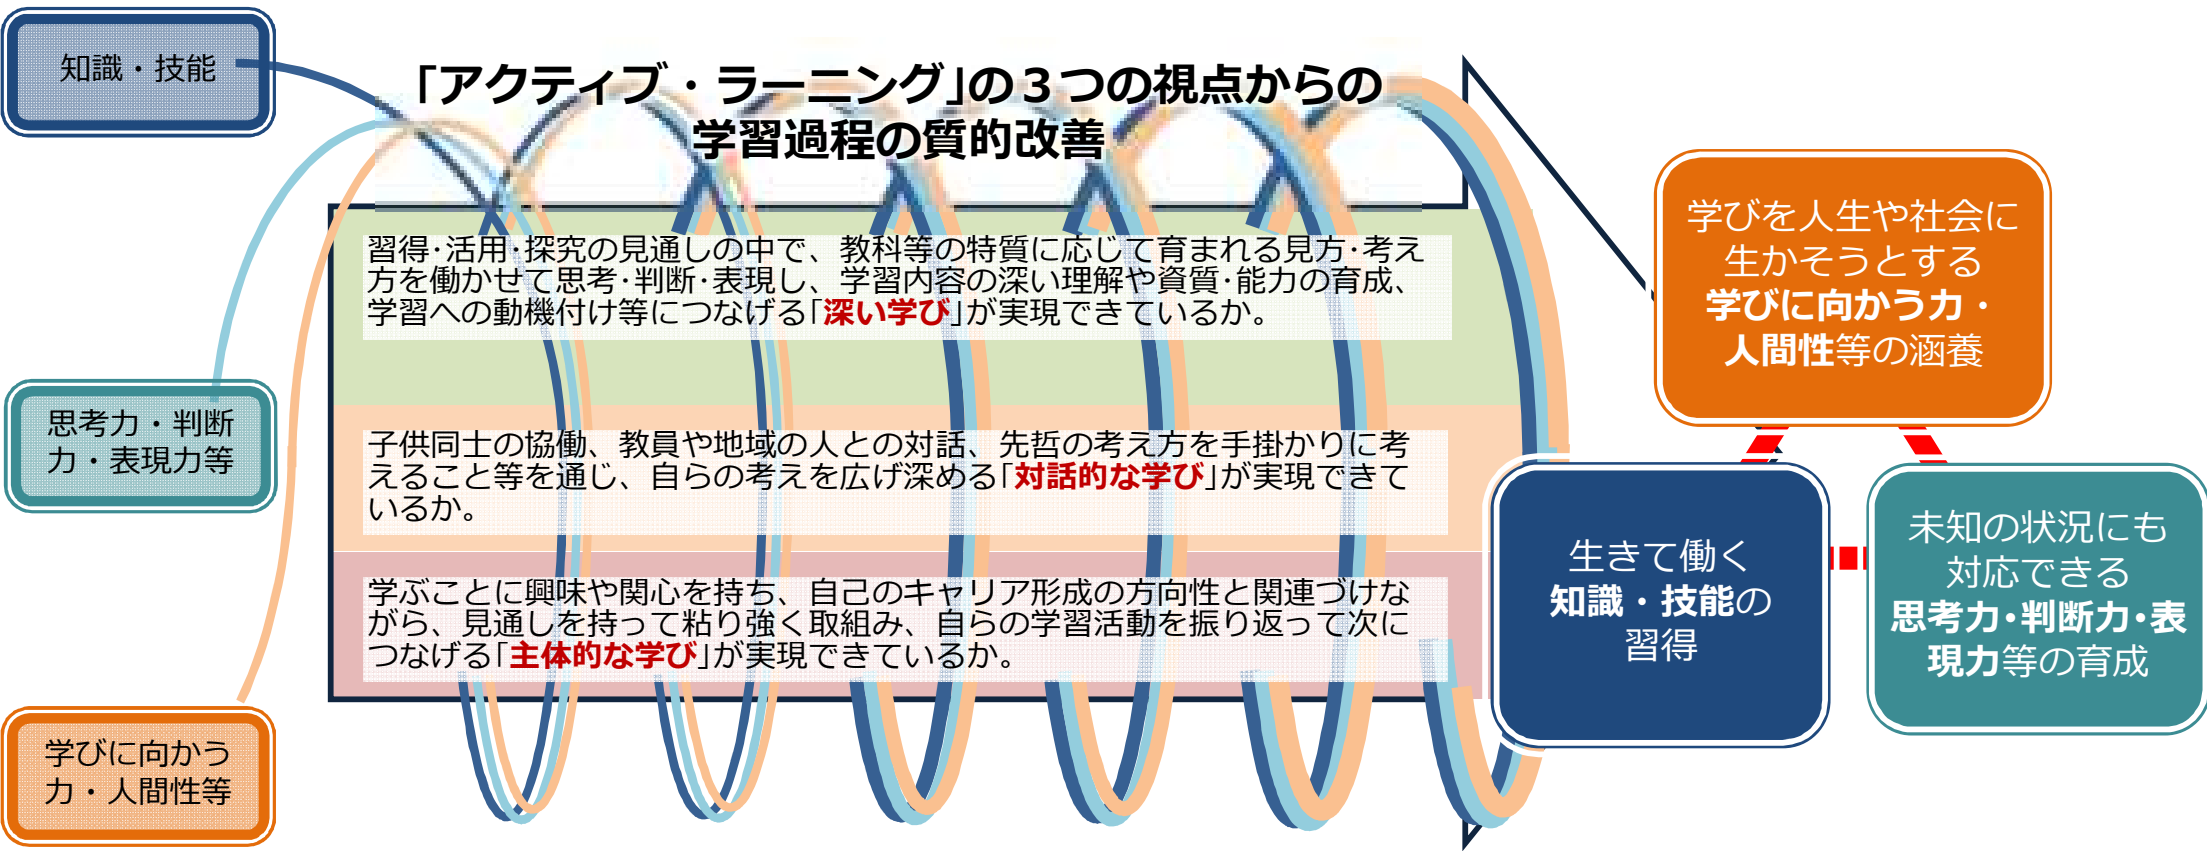 知識・技能
思考力・判断
力・表現力等
学びに向かう
力・人間性等
｢アクティブ・ラーニング｣の３つの視点からの
学習過程の質的改善
習得･活用･探究の見通しの中で、教科等の特質に応じて育まれる見方･考え
方を働かせて思考･判断･表現し、学習内容の深い理解や資質･能力の育成、
学習への動機付け等につなげる｢深い学び｣が実現できているか。
子供同士の協働、教員や地域の人との対話、先哲の考え方を手掛かりに考
えること等を通じ、自らの考えを広げ深める｢対話的な学び｣が実現できて
いるか。
学ぶことに興味や関心を持ち、自己のキャリア形成の方向性と関連づけな
がら、見通しを持って粘り強く取組み、自らの学習活動を振り返って次に
つなげる｢主体的な学び｣が実現できているか。
学びを人生や社会に
生かそうとする
学びに向かう力・
人間性等の涵養
生きて働く
知識・技能の
習得
未知の状況にも
対応できる
思考力･判断力･表
現力等の育成